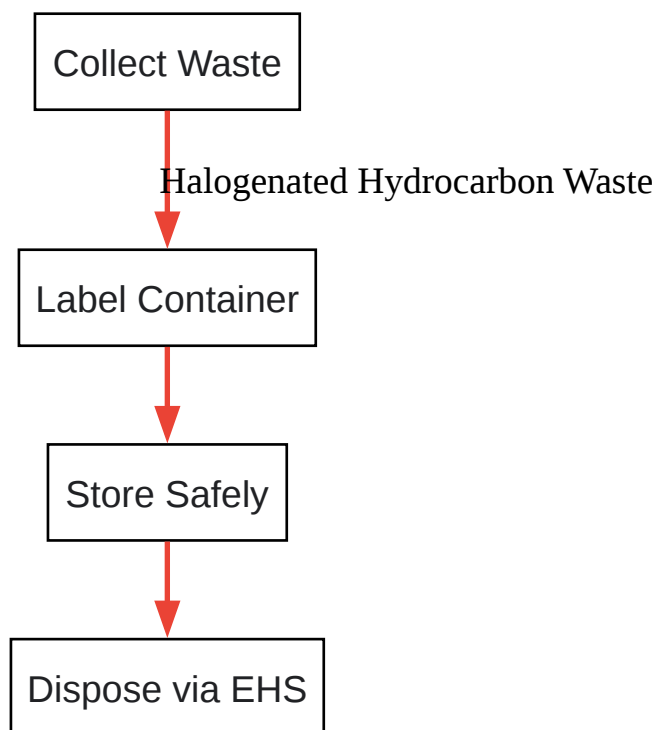 Collect Waste
Halogenated Hydrocarbon Waste
Label Container
Store Safely
Dispose via EHS